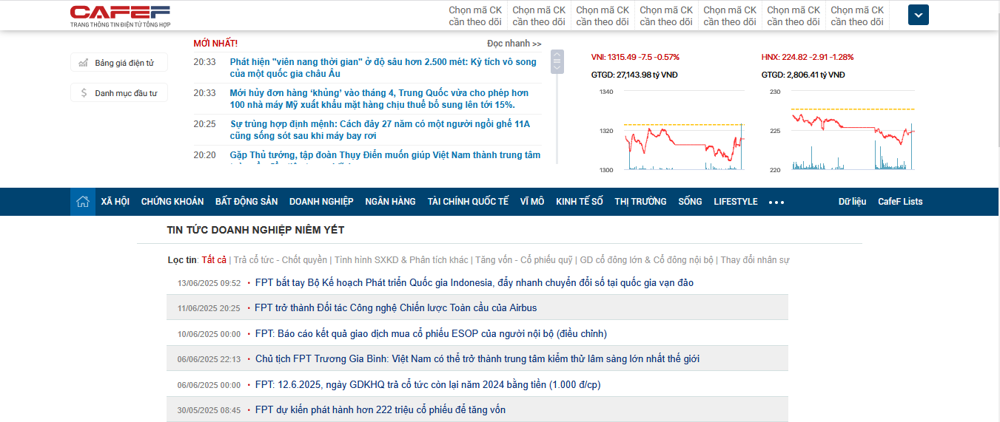 CAFEF
TRANG THÔNG TIN ĐIỆN TỬ TỔNG HỢP
Chọn mã CK
cần theo dõi
Chọn mã CK
cần theo dõi
Chọn mã CK
cần theo dõi
Chọn mã CK
cần theo dõi
Chọn mã CK
cần theo dõi
Chọn mã CK
cần theo dõi
Chọn mã CK
cần theo dõi
Bảng giá điện tử
Danh mục đầu tư
MỚI NHẤT!
Đọc nhanh >>
20:33 Phát hiện "viên nang thời gian" ở độ sâu hơn 2.500 mét: Kỳ tích vô song
của một quốc gia châu Âu
20:33 Mới hủy đơn hàng ‘khủng’ vào tháng 4, Trung Quốc vừa cho phép hơn
100 nhà máy Mỹ xuất khẩu mặt hàng chịu thuế bổ sung lên tới 15%.
20:25 Sự trùng hợp định mệnh: Cách đây 27 năm có một người ngồi ghế 11A
cũng sống sót sau khi máy bay rơi
20:20 Gặp Thủ tướng, tập đoàn Thụy Điển muốn giúp Việt Nam thành trung tâm
VNI: 1315.49 -7.5 -0.57%
GTGD: 27,143.98 tỷ VNĐ
1340
1320
1300
HNX: 224.82 -2.91 -1.28%
GTGD: 2,806.41 tỷ VNĐ
230
225
220
XÃ HỘI CHỨNG KHOÁN BẤT ĐỘNG SẢN DOANH NGHIỆP NGÂN HÀNG TÀI CHÍNH QUỐC TẾ VĨ MÔ KINH TẾ SỐ THỊ TRƯỜNG SỐNG LIFESTYLE ••• Dữ liệu CafeF Lists
TIN TỨC DOANH NGHIỆP NIÊM YẾT
Lọc tin: Tất cả | Trả cổ tức - Chốt quyền | Tình hình SXKD & Phân tích khác | Tăng vốn - Cổ phiếu quỹ | GD cổ đông lớn & Cổ đông nội bộ | Thay đổi nhân sự
13/06/2025 09:52 • FPT bắt tay Bộ Kế hoạch Phát triển Quốc gia Indonesia, đẩy nhanh chuyển đổi số tại quốc gia vạn đảo
11/06/2025 20:25 • FPT trở thành Đối tác Công nghệ Chiến lược Toàn cầu của Airbus
10/06/2025 00:00 • FPT: Báo cáo kết quả giao dịch mua cổ phiếu ESOP của người nội bộ (điều chỉnh)
06/06/2025 22:13 • Chủ tịch FPT Trương Gia Bình: Việt Nam có thể trở thành trung tâm kiểm thử lâm sàng lớn nhất thế giới
06/06/2025 00:00 • FPT: 12.6.2025, ngày GDKHQ trả cổ tức còn lại năm 2024 bằng tiền (1.000 đ/cp)
30/05/2025 08:45 • FPT dự kiến phát hành hơn 222 triệu cổ phiếu để tăng vốn